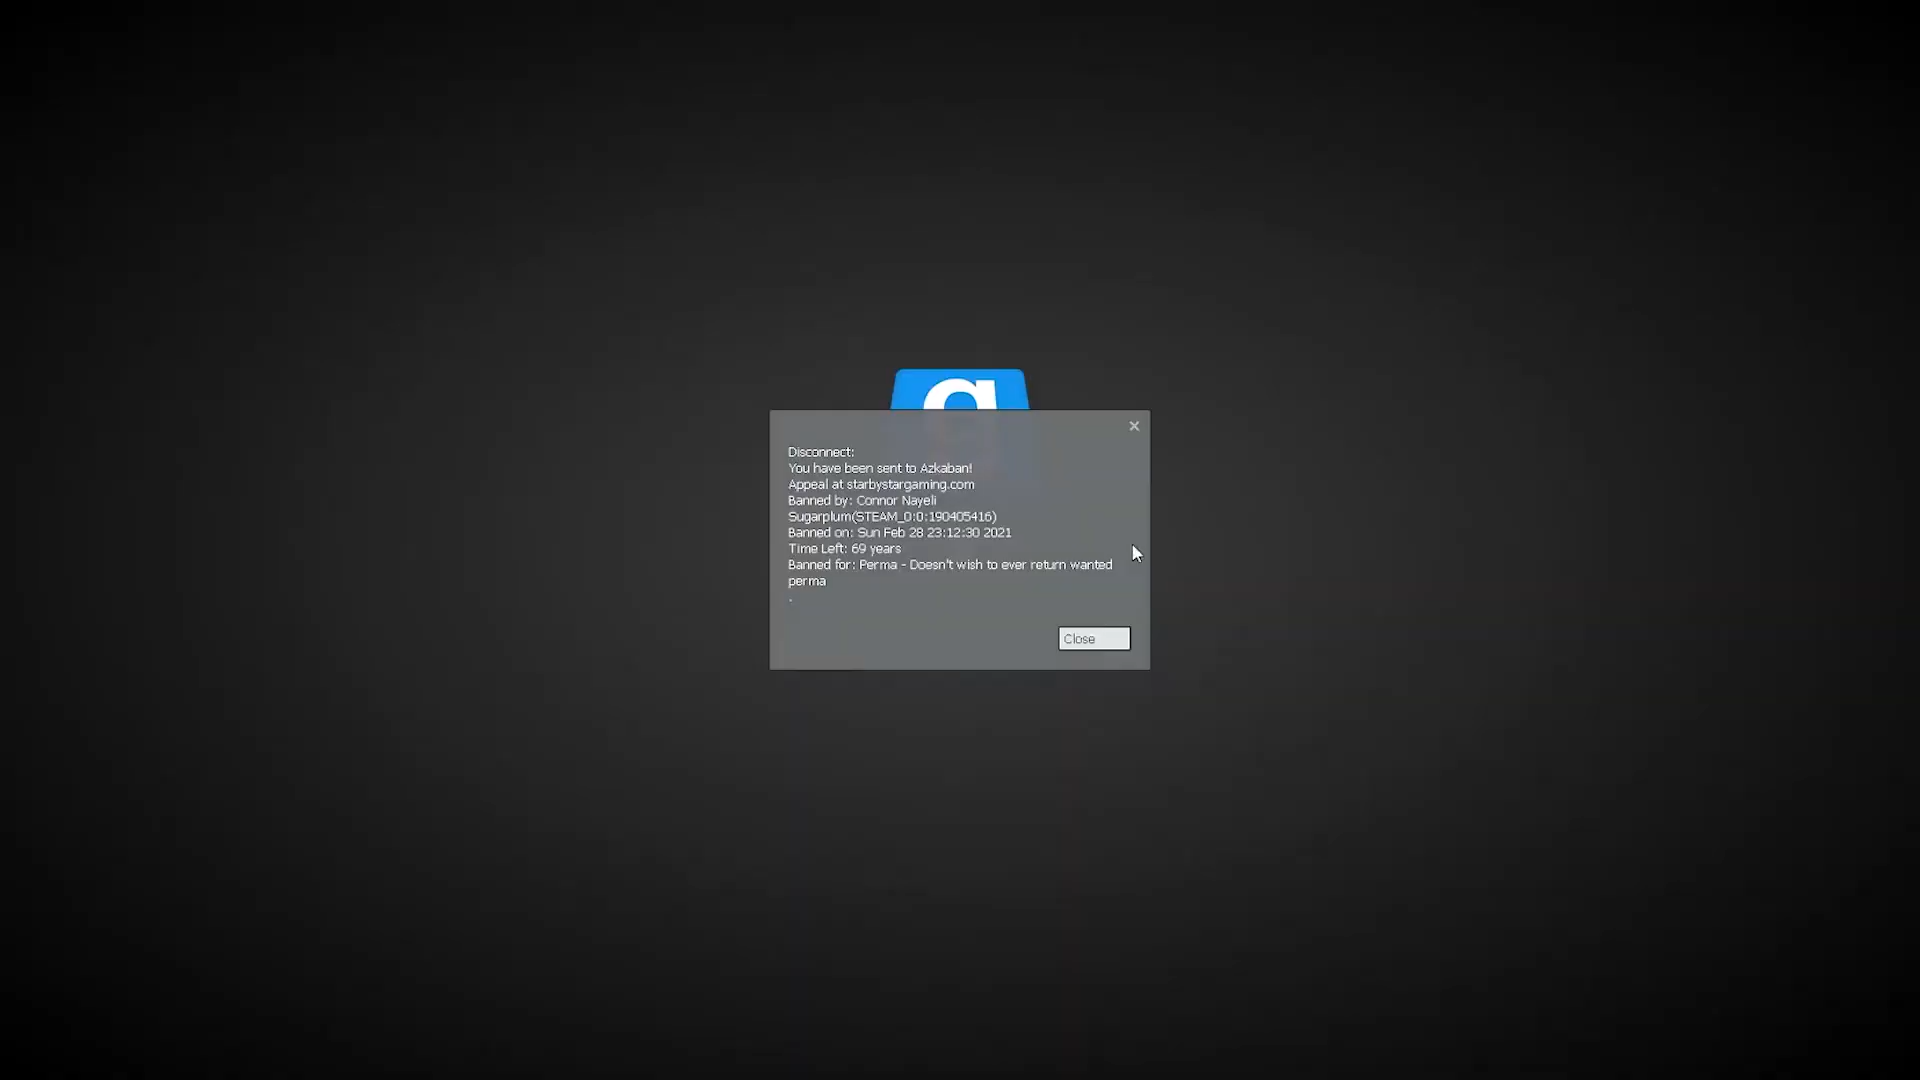 g
Disconnect:
You have been sent to Azkaban!
Appeal at starbystargaming.com
Banned by: Connor Nayeli
Sugarplum(STEAM_0:0:190405416)
Banned on: Sun Feb 28 23:12:30 2021
Time Left: 69 years
Banned for: Perma - Doesn't wish to ever return wanted
perma
.
Close